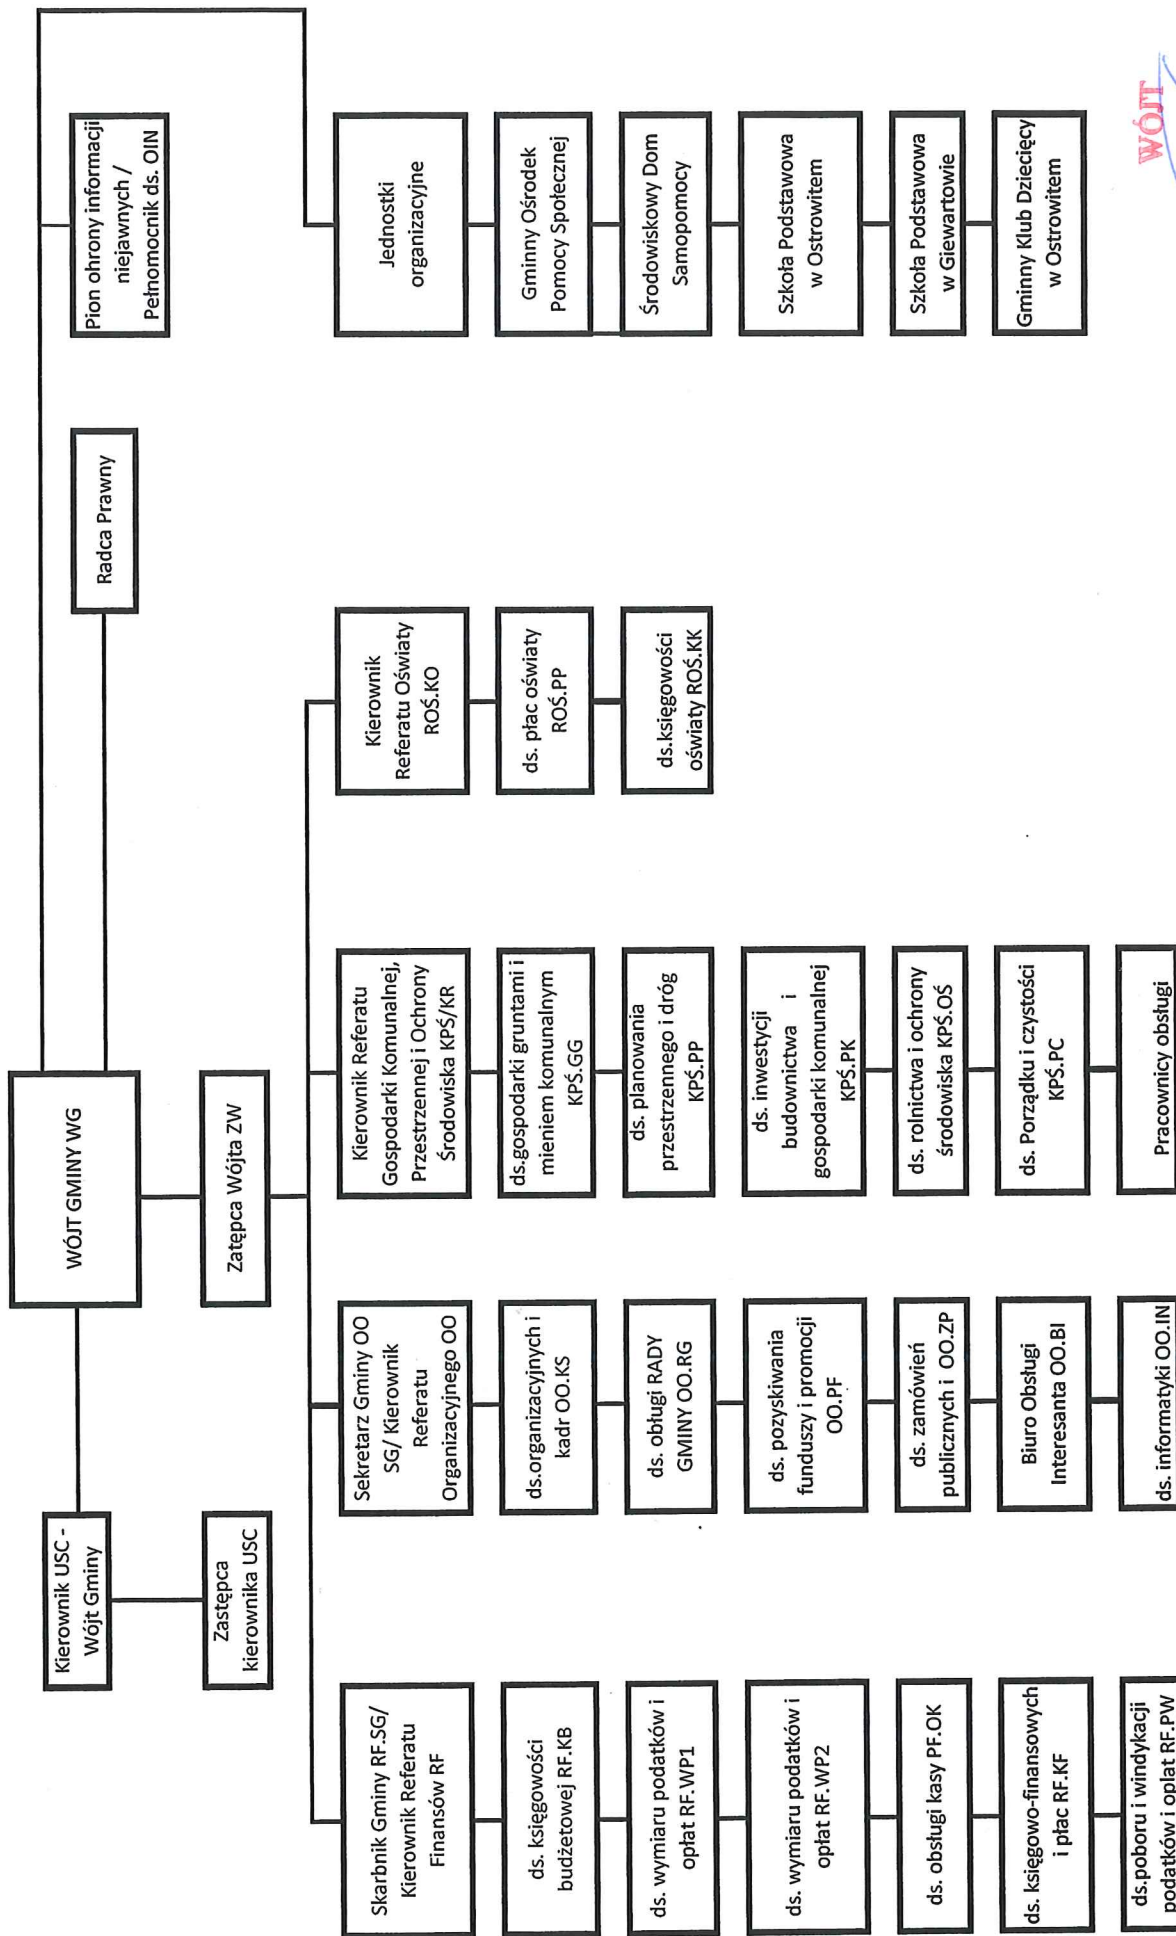 WÓJT GMINY WG
Kierownik USC -
Wójt Gminy
Zastępca
kierownika USC
Zatępca Wójta ZW
Radca Prawny
Pion ohrony informacji
niejawnych /
Pełnomocnik ds. OIN
Skarbnik Gminy RF.SG/
Kierownik Referatu
Finansów RF
ds. księgowości
budżetowej RF.KB
ds. wymiaru podatków i
opłat RF.WP1
ds. wymiaru podatków i
opłat RF.WP2
ds. obsługi kasy PF.OK
ds. księgowo-finansowych
i płac RF.KF
ds.poboru i windykacji
podatków i oplat RF.PW
Sekretarz Gminy OO
SG/ Kierownik
Referatu
Organizacyjnego OO
ds.organizacyjnych i
kadr OO.KS
ds. obługi RADY
GMINY OO.RG
ds. pozyskiwania
funduszy i promocji
OO.PF
ds. zamówień
publicznych i OO.ZP
Biuro Obsługi
Interesanta OO.BI
ds. informatyki OO.IN
Kierownik Referatu
Gospodarki Komunalnej,
Przestrzennej i Ochrony
Środowiska KPŚ/KR
ds.gospodarki gruntami i
mieniem komunalnym
KPŚ.GG
ds. planowania
przestrzennego i dróg
KPŚ.PP
ds. inwestycji
budownictwa i
gospodarki komunalnej
KPŚ.PK
ds. rolnictwa i ochrony
środowiska KPŚ.OŚ
ds. Porządku i czystości
KPŚ.PC
Pracownicy obsługi
Kierownik
Referatu Oświaty
ROŚ.KO
ds. płac oświaty
ROŚ.PP
ds.księgowości
oświaty ROŚ.KK
Jednostki
organizacyjne
Gminny Ośrodek
Pomocy Społecznej
Środowiskowy Dom
Samopomocy
Szkoła Podstawowa
w Ostrowitem
Szkoła Podstawowa
w Giewartowie
Gminny Klub Dziecięcy
w Ostrowitem
WÓJT